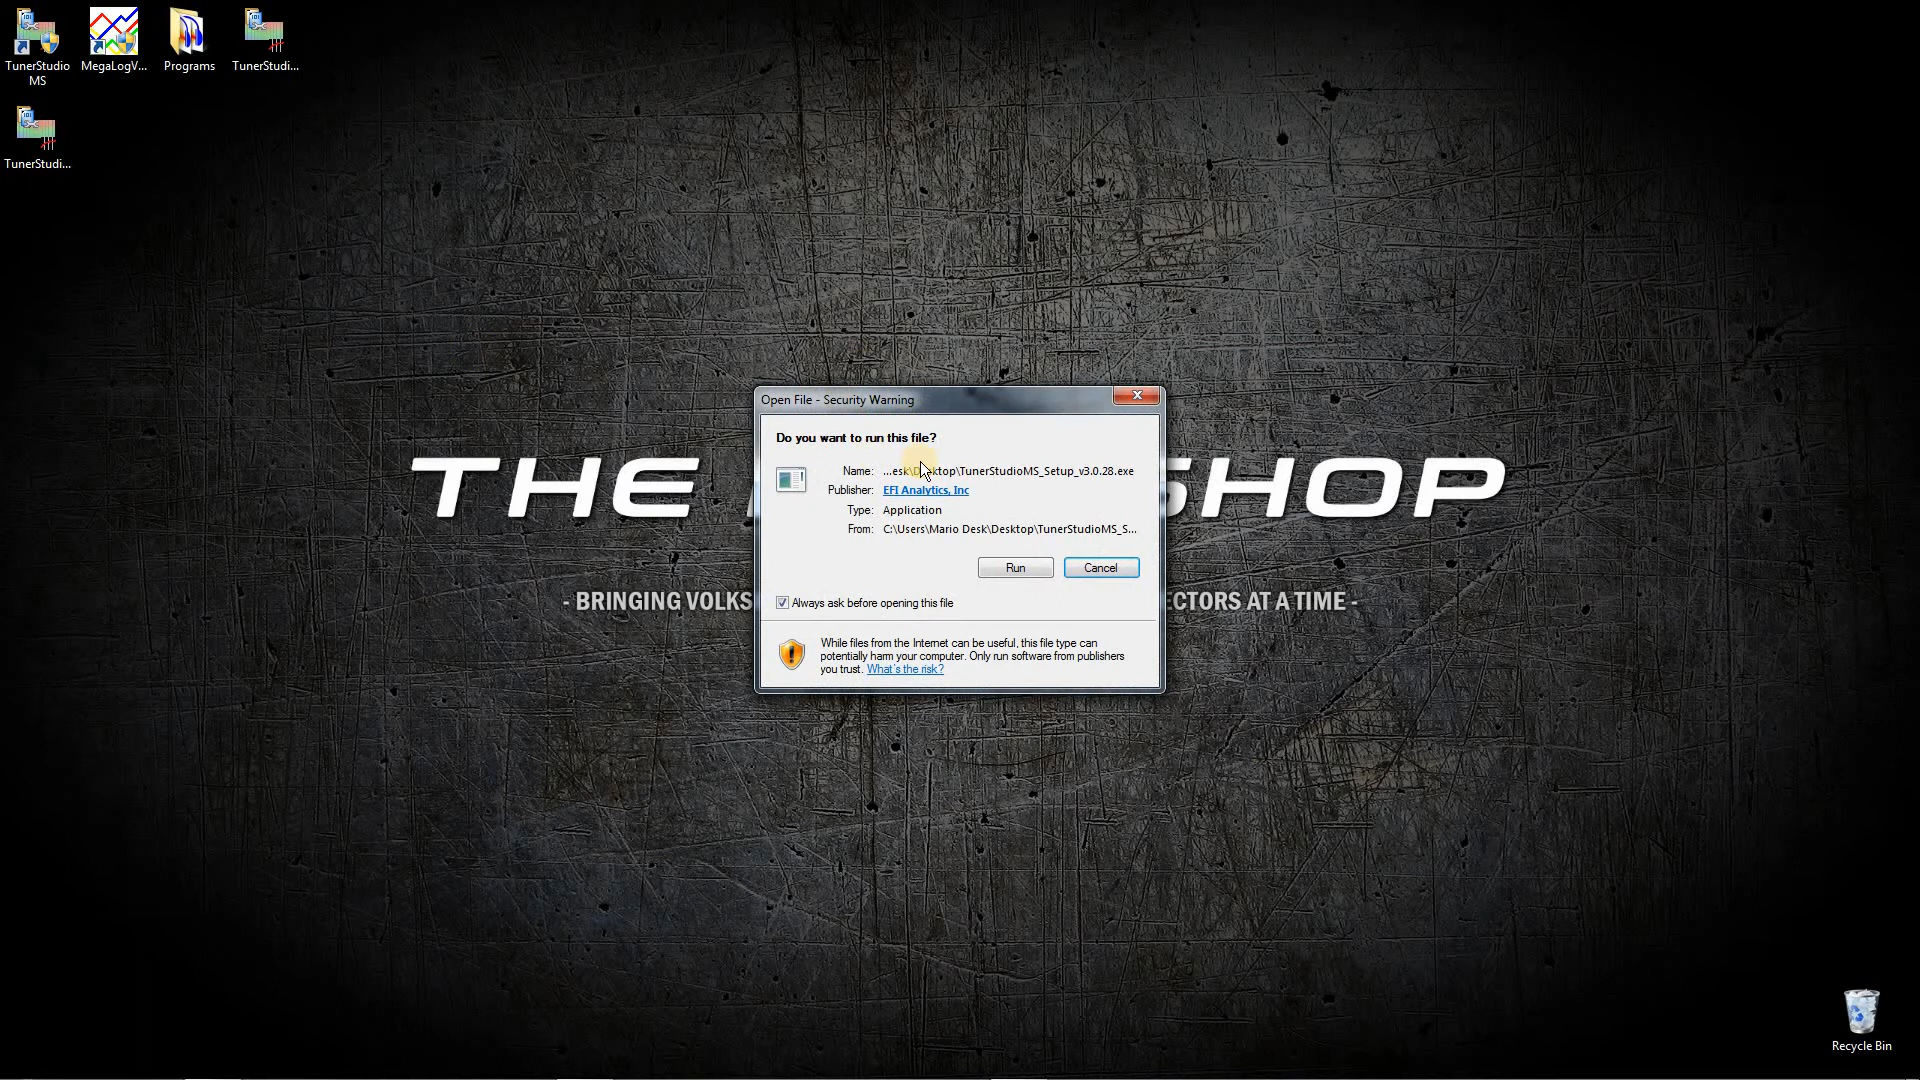 TunerStudio
MS
MegaLogV...
Programs
TunerStudi...
TunerStudi...
Open File - Security Warning
Do you want to run this file?
Name: ...esk\Desktop\TunerStudioMS_Setup_v3.0.28.exe
Publisher: EFI Analytics, Inc
Type: Application
From: C:\Users\Mario Desk\Desktop\TunerStudioMS_S...
Run
Cancel
Always ask before opening this file
While files from the Internet can be useful, this file type can
potentially harm your computer. Only run software from publishers
you trust. What's the risk?
THE SHOP
- BRINGING VOLKS ECTORS AT A TIME -
Recycle Bin